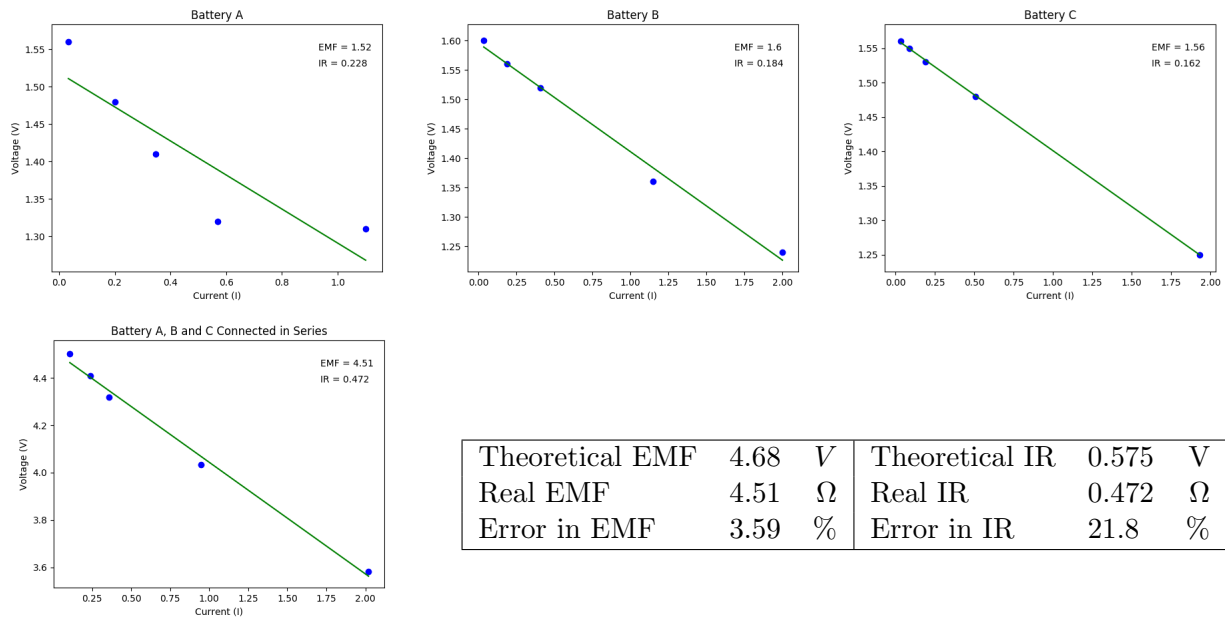 Battery A
EMF = 1.52
IR = 0.228
Voltage (V)
1.55
1.50
1.45
1.40
1.35
1.30
0.0 0.2 0.4 0.6 0.8 1.0
Current (I)
Battery B
EMF = 1.6
IR = 0.184
Voltage (V)
1.60
1.55
1.50
1.45
1.40
1.35
1.30
1.25
0.00 0.25 0.50 0.75 1.00 1.25 1.50 1.75 2.00
Current (I)
Battery C
EMF = 1.56
IR = 0.162
Voltage (V)
1.55
1.50
1.45
1.40
1.35
1.30
1.25
0.00 0.25 0.50 0.75 1.00 1.25 1.50 1.75 2.00
Current (I)
Battery A, B and C Connected in Series
EMF = 4.51
IR = 0.472
Voltage (V)
4.4
4.2
4.0
3.8
3.6
0.25 0.50 0.75 1.00 1.25 1.50 1.75 2.00
Current (I)
Theoretical EMF 4.68 V Theoretical IR 0.575 V
Real EMF 4.51 Ω Real IR 0.472 Ω
Error in EMF 3.59 % Error in IR 21.8 %